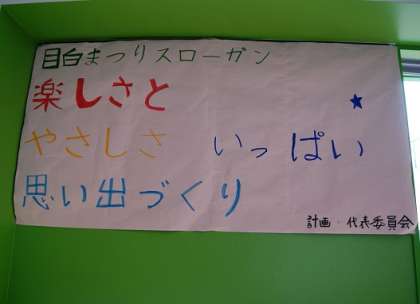 目白まつりスローガン
楽しさと
やさしさ いっぱい
思い出づくり
計画・代表委員会